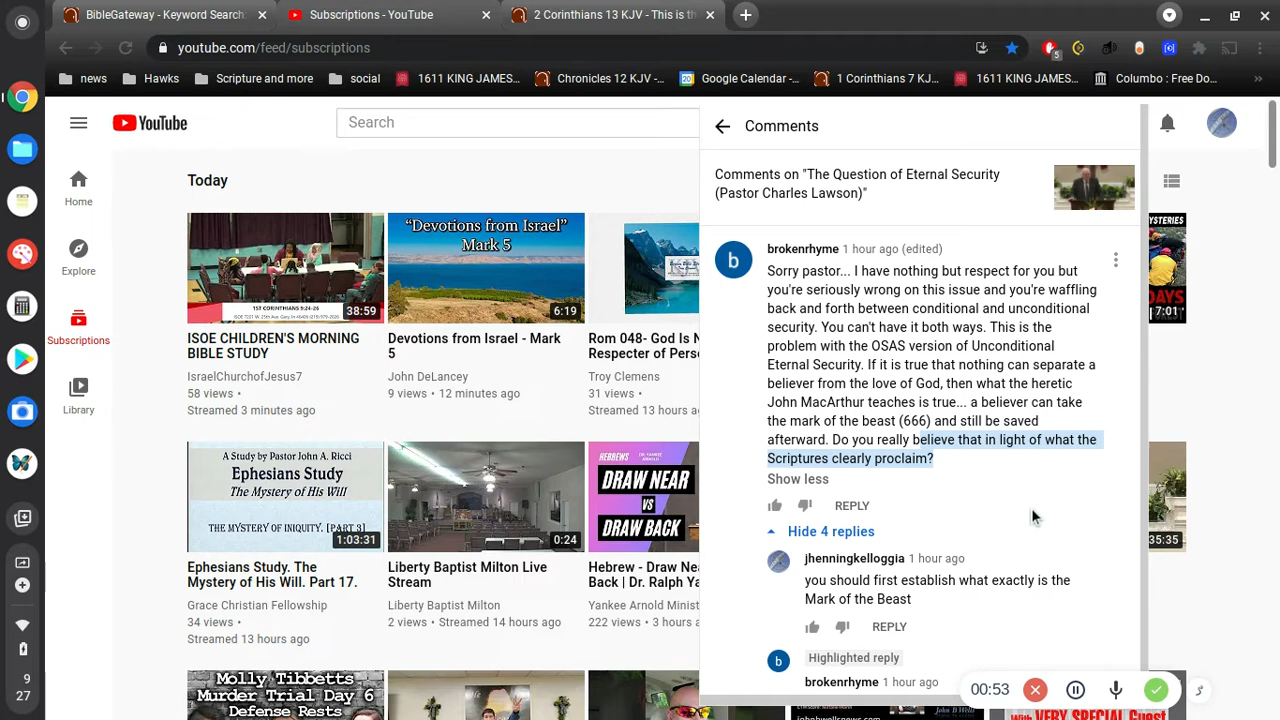 BibleGateway - Keyword Search:
YouTube
2 Corinthians 13 KJV - This is th
youtube.com/feed/subscriptions
5
news
Hawks
Scripture and more
social
1611 KING JAMES...
Chronicles 12 KJV -...
Google Calendar -...
1 Corinthians 7 KJ...
1611 KING JAMES...
Columbo : Free Do...
YouTube
Search
Home
Explore
Subscriptions
Library
9
27
Today
1ST CORINTHIANS 9:24-26
38:59
ISOE CHILDREN'S MORNING
BIBLE STUDY
IsraelChurchofJesus7
58 views •
Streamed 3 minutes ago
“Devotions from Israel”
Mark 5
6:19
Devotions from Israel - Mark
5
John DeLancey
9 views • 12 minutes ago
Rom 048- God Is N
Respecter of Perso
Troy Clemens
31 views •
Streamed 13 hours a
A Study by Pastor John A. Ricci
Ephesians Study
The Mystery of His Will
THE MYSTERY OF INIQUITY. [PART 3]
1:03:31
Ephesians Study. The
Mystery of His Will. Part 17.
Grace Christian Fellowship
34 views •
Streamed 13 hours ago
0:24
Liberty Baptist Milton Live
Stream
Liberty Baptist Milton
2 views • Streamed 14 hours ago
HEBREWS -
DRAW NEAR
VS
DRAW BACK
Hebrew - Draw Nea
Back | Dr. Ralph Ya
Yankee Arnold Minist
222 views • 3 hours a
Molly Tibbetts
Murder Trial Day 6
Defense Rests
Comments
Comments on "The Question of Eternal Security
(Pastor Charles Lawson)"
brokenrhyme 1 hour ago (edited)
Sorry pastor... I have nothing but respect for you but
you're seriously wrong on this issue and you're waffling
back and forth between conditional and unconditional
security. You can't have it both ways. This is the
problem with the OSAS version of Unconditional
Eternal Security. If it is true that nothing can separate a
believer from the love of God, then what the heretic
John MacArthur teaches is true... a believer can take
the mark of the beast (666) and still be saved
afterward. Do you really believe that in light of what the
Scriptures clearly proclaim?
Show less
REPLY
Hide 4 replies
jhenningkelloggia 1 hour ago
you should first establish what exactly is the
Mark of the Beast
REPLY
b
Highlighted reply
brokenrhyme 1 hour ago
00:53
YSTERIES
DAYS
7:01
35:35
With VERY SPECIAL Guest